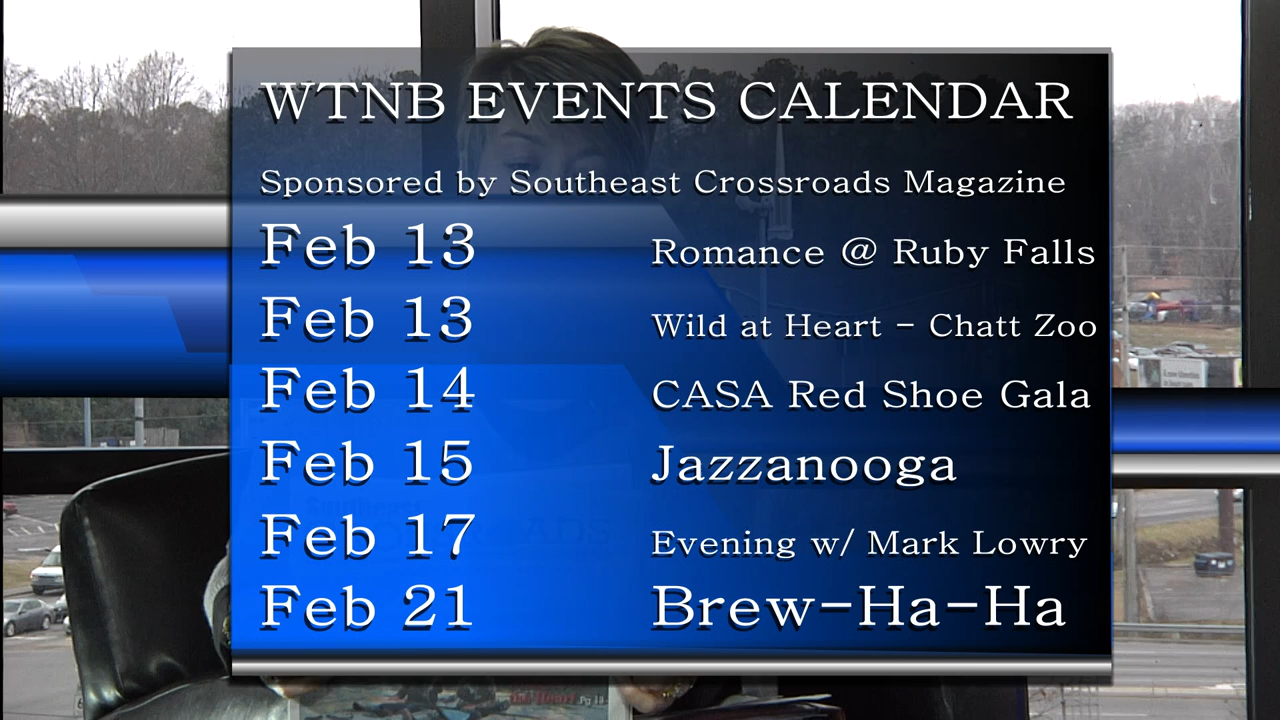 WTNB EVENTS CALENDAR
Sponsored by Southeast Crossroads Magazine
Feb 13 Romance @ Ruby Falls
Feb 13 Wild at Heart - Chatt Zoo
Feb 14 CASA Red Shoe Gala
Feb 15 Jazzanooga
Feb 17 Evening w/ Mark Lowry
Feb 21 Brew-Ha-Ha